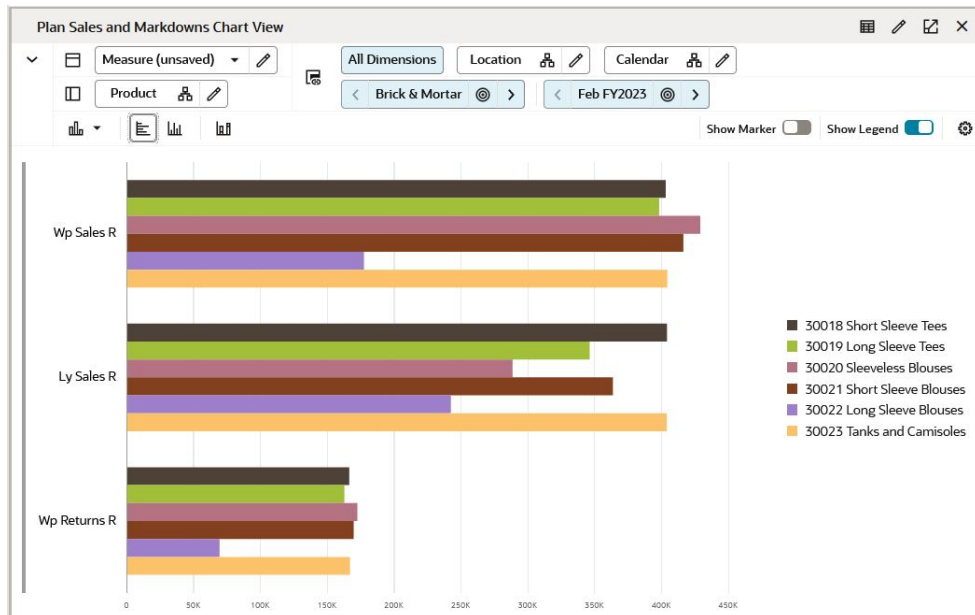 Plan Sales and Markdowns Chart View
Measure (unsaved)
All Dimensions
Location
Calendar
Product
Brick & Mortar
Feb FY2023
Show Marker
Show Legend
Wp Sales R
Ly Sales R
Wp Returns R
30018 Short Sleeve Tees
30019 Long Sleeve Tees
30020 Sleeveless Blouses
30021 Short Sleeve Blouses
30022 Long Sleeve Blouses
30023 Tanks and Camisoles
0 50K 100K 150K 200K 250K 300K 350K 400K 450K